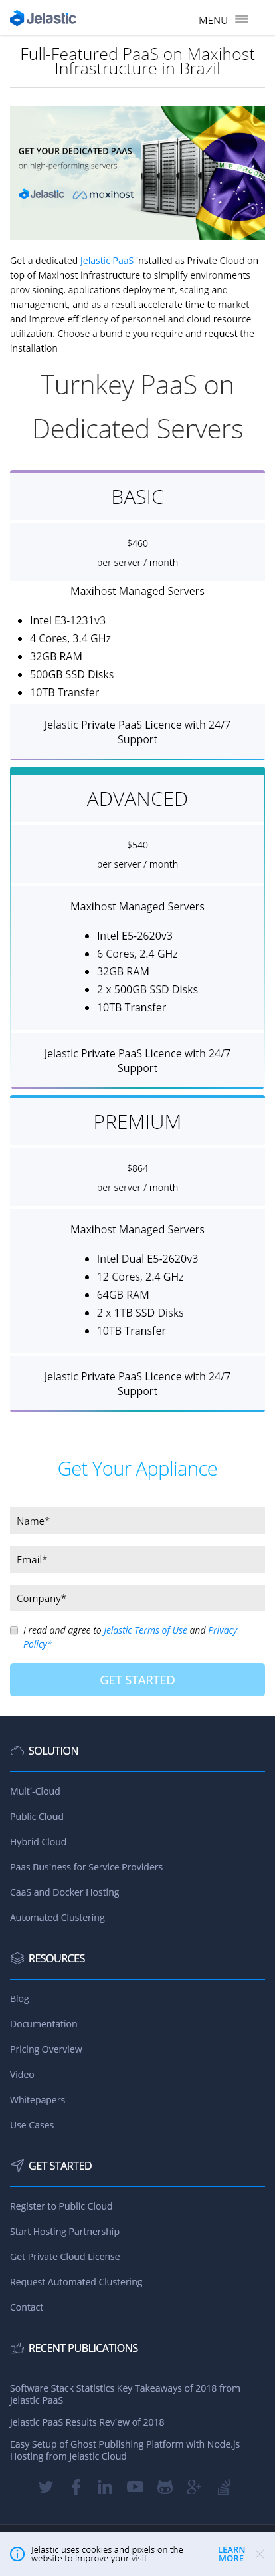 Jelastic
MENU
Full-Featured PaaS on Maxihost
Infrastructure in Brazil
GET YOUR DEDICATED PAAS
on high-performing servers
Jelastic maxihost
Get a dedicated Jelastic PaaS installed as Private Cloud on
top of Maxihost infrastructure to simplify environments
provisioning, applications deployment, scaling and
management, and as a result accelerate time to market
and improve efficiency of personnel and cloud resource
utilization. Choose a bundle you require and request the
installation
Turnkey PaaS on
Dedicated Servers
BASIC
$460
per server / month
Maxihost Managed Servers
• Intel E3-1231v3
• 4 Cores, 3.4 GHz
• 32GB RAM
• 500GB SSD Disks
• 10TB Transfer
Jelastic Private PaaS Licence with 24/7
Support
ADVANCED
$540
per server / month
Maxihost Managed Servers
• Intel E5-2620v3
• 6 Cores, 2.4 GHz
• 32GB RAM
• 2 x 500GB SSD Disks
• 10TB Transfer
Jelastic Private PaaS Licence with 24/7
Support
PREMIUM
$864
per server / month
Maxihost Managed Servers
• Intel Dual E5-2620v3
• 12 Cores, 2.4 GHz
• 64GB RAM
• 2 x 1TB SSD Disks
• 10TB Transfer
Jelastic Private PaaS Licence with 24/7
Support
Get Your Appliance
Name*
Email*
Company*
I read and agree to Jelastic Terms of Use and Privacy
Policy*
GET STARTED
SOLUTION
Multi-Cloud
Public Cloud
Hybrid Cloud
Paas Business for Service Providers
CaaS and Docker Hosting
Automated Clustering
RESOURCES
Blog
Documentation
Pricing Overview
Video
Whitepapers
Use Cases
GET STARTED
Register to Public Cloud
Start Hosting Partnership
Get Private Cloud License
Request Automated Clustering
Contact
RECENT PUBLICATIONS
Software Stack Statistics Key Takeaways of 2018 from
Jelastic PaaS
Jelastic PaaS Results Review of 2018
Easy Setup of Ghost Publishing Platform with Node.js
Hosting from Jelastic Cloud
Jelastic uses cookies and pixels on the
website to improve your visit
LEARN
MORE